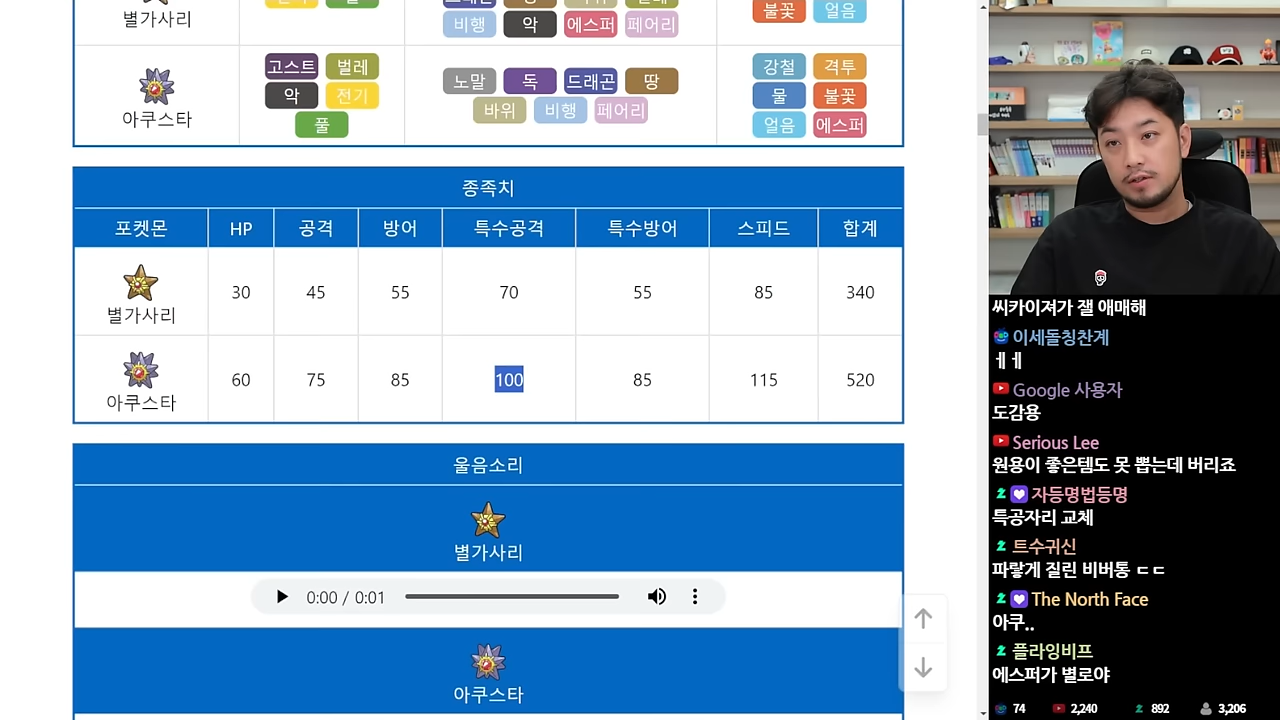 별가사리
비행 악 에스퍼 페어리
불꽃 얼음
고스트 벌레
악 전기
풀
노말 독 드래곤 땅
바위 비행 페어리
강철 격투
물 불꽃
얼음 에스퍼
아쿠스타
종족치
포켓몬 HP 공격 방어 특수공격 특수방어 스피드 합계
별가사리 30 45 55 70 55 85 340
아쿠스타 60 75 85 100 85 115 520
울음소리
별가사리
0:00 / 0:01
아쿠스타
씨카이져가 잴 애매해
이세돌칭찬계
ㅔㅔ
Google 사용자
도감용
Serious Lee
원용이 좋은템도 못 뽑는데 버리죠
자등명법등명
특공자리 교체
트수귀신
파랗게 질린 비버통 ㄷㄷ
The North Face
아쿠..
플라잉비프
에스퍼가 별로야
74 2,240 892 3,206